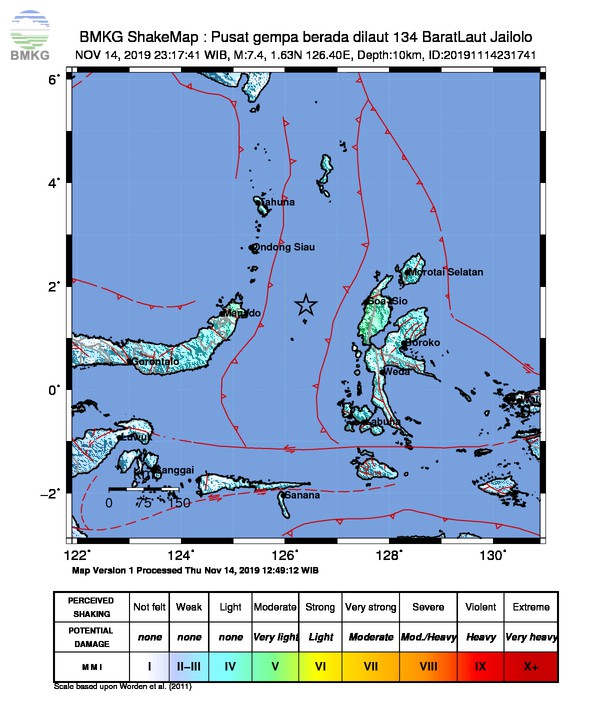 BMKG
BMKG ShakeMap : Pusat gempa berada dilaut 134 BaratLaut Jailolo
NOV 14, 2019 23:17:41 WIB, M:7.4, 1.63N 126.40E, Depth:10km, ID:20191114231741
6°
4°
Tahuna
Ondong Siau
2°
Morotai Selatan
Manado
Soa-Sio
Boroko
Gorontalo
Weda
0°
Labuha
Luwuk
Banggai
km
0 75 150
−2°
Sanana
122° 124° 126° 128° 130°
Map Version 1 Processed Thu Nov 14, 2019 12:49:12 WIB
PERCEIVED SHAKING Not felt Weak Light Moderate Strong Very strong Severe Violent Extreme
POTENTIAL DAMAGE none none none Very light Light Moderate Mod./Heavy Heavy Very heavy
MMI I II–III IV V VI VII VIII IX X+
Scale based upon Worden et al. (2011)